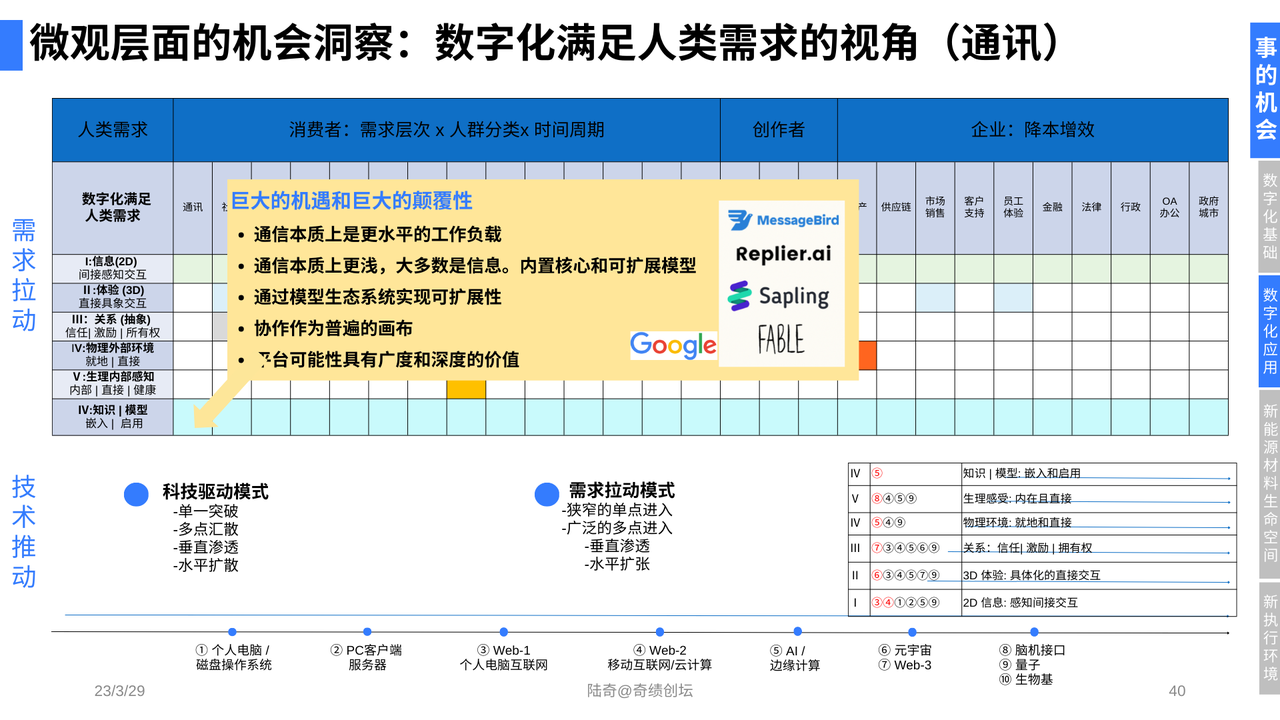 微观层面的机会洞察：数字化满足人类需求的视角（通讯）
事的机会
数字化基础
数字化应用
新能源材料生命空间
新执行环境
需求拉动
技术推动
人类需求
消费者：需求层次 x 人群分类x 时间周期
创作者
企业：降本增效
数字化满足
人类需求
通讯
供应链
市场
销售
客户
支持
员工
体验
金融
法律
行政
OA
办公
政府
城市
I:信息(2D)
间接感知交互
II:体验 (3D)
直接具象交互
III：关系 (抽象)
信任| 激励 | 所有权
IV:物理外部环境
就地 | 直接
V:生理内部感知
内部 | 直接 | 健康
IV:知识 | 模型
嵌入 | 启用
巨大的机遇和巨大的颠覆性
• 通信本质上是更水平的工作负载
• 通信本质上更浅，大多数是信息。内置核心和可扩展模型
• 通过模型生态系统实现可扩展性
• 协作作为普遍的画布
• 平台可能性具有广度和深度的价值
MessageBird
Replier.ai
Sapling
FABLE
Google
科技驱动模式
-单一突破
-多点汇散
-垂直渗透
-水平扩散
需求拉动模式
-狭窄的单点进入
-广泛的多点进入
-垂直渗透
-水平扩张
IV ⑤ 知识 | 模型: 嵌入和启用
V ⑧④⑤⑨ 生理感受: 内在且直接
IV ⑤④⑨ 物理环境: 就地和直接
III ⑦③④⑤⑥⑨ 关系：信任| 激励 | 拥有权
II ⑥③④⑤⑦⑨ 3D 体验: 具体化的直接交互
I ③④①②⑤⑨ 2D 信息: 感知间接交互
① 个人电脑 /
磁盘操作系统
② PC客户端
服务器
③ Web-1
个人电脑互联网
④ Web-2
移动互联网/云计算
⑤ AI /
边缘计算
⑥ 元宇宙
⑦ Web-3
⑧ 脑机接口
⑨ 量子
⑩ 生物基
23/3/29
陆奇@奇绩创坛
40